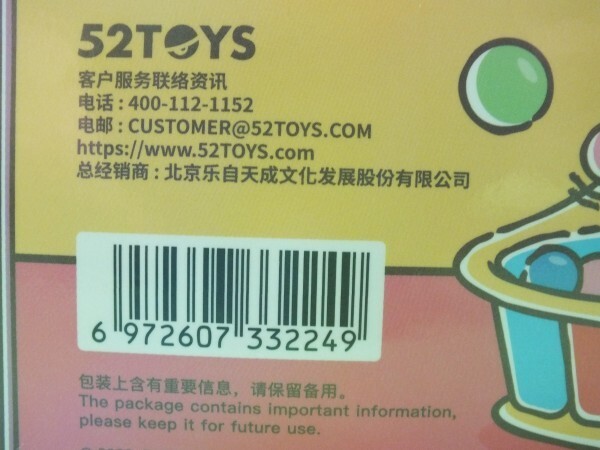 52TOYS
客户服务联络资讯
电话：400-112-1152
电邮：CUSTOMER@52TOYS.COM
https://www.52TOYS.com
总经销商：北京乐自天成文化发展股份有限公司
6 972607 332249
包装上含有重要信息，请保留备用。
The package contains important information,
please keep it for future use.